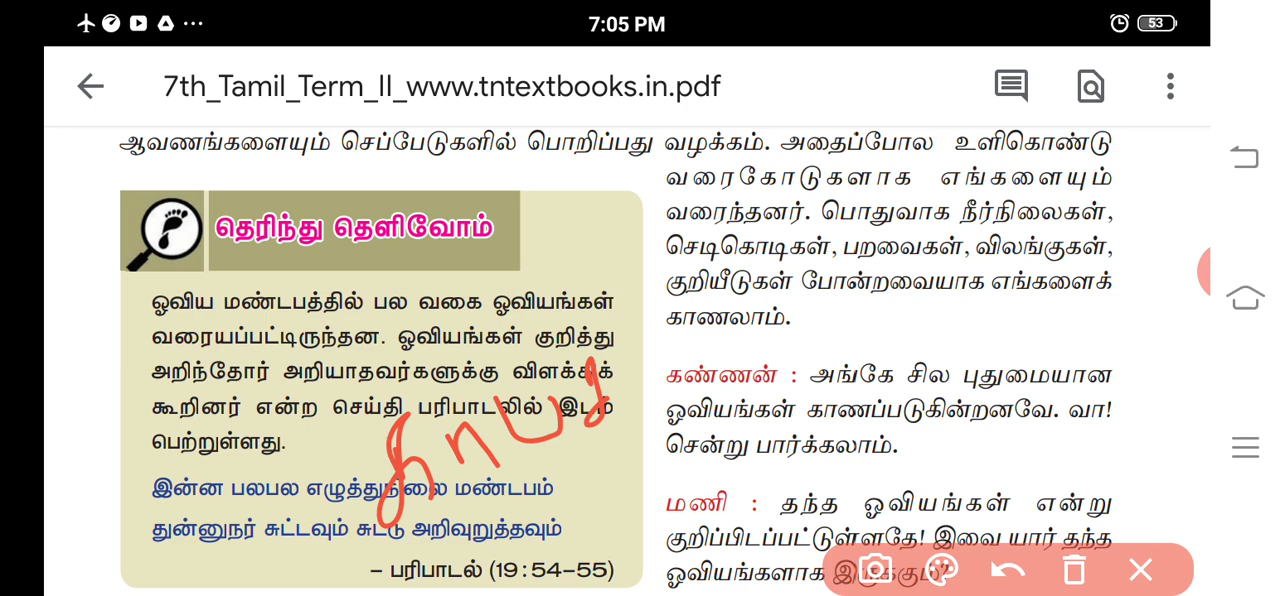 7:05 PM
53
7th_Tamil_Term_II_www.tntextbooks.in.pdf
ஆவணங்களையும் செப்பேடுகளில் பொறிப்பது
தெரிந்து தெளிவோம்
ஓவிய மண்டபத்தில் பல வகை ஓவியங்கள்
வரையப்பட்டிருந்தன. ஓவியங்கள் குறித்து
அறிந்தோர் அறியாதவர்களுக்கு விளக்கிக்
கூறினர் என்ற செய்தி பரிபாடலில் இடம்
பெற்றுள்ளது.
இன்ன பலபல எழுத்துநிலை மண்டபம்
துன்னுநர் சுட்டவும் சுட்டு அறிவுறுத்தவும்
– பரிபாடல் (19:54–55)
வழக்கம். அதைப்போல உளிகொண்டு
வரைகோடுகளாக எங்களையும்
வரைந்தனர். பொதுவாக நீர்நிலைகள்,
செடிகொடிகள், பறவைகள், விலங்குகள்,
குறியீடுகள் போன்றவையாக எங்களைக்
காணலாம்.
கண்ணன் : அங்கே சில புதுமையான
ஓவியங்கள் காணப்படுகின்றனவே. வா!
சென்று பார்க்கலாம்.
மணி : தந்த ஓவியங்கள் என்று
குறிப்பிடப்பட்டுள்ளதே! இவை யார் தந்த
ஓவியங்களாக இருக்கும்?